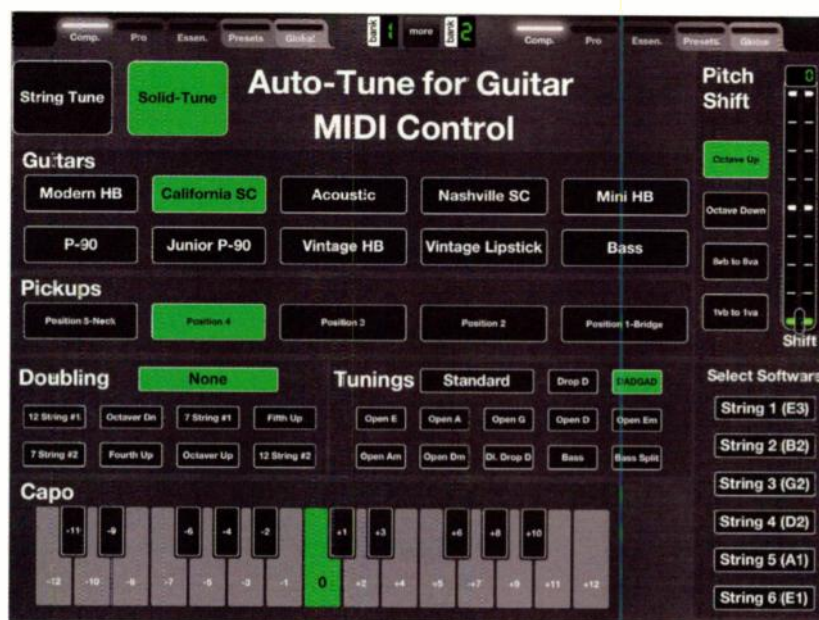 Comp. Pro Essen. Presets Global bank 1 more bank 2 Comp. Pro Essen. Presets
String Tune Solid-Tune Auto-Tune for Guitar
MIDI Control
Pitch
Shift
0
Octave Up
Octave Down
8vb to 8va
1vb to 1va
Shift
Guitars
Modern HB California SC Acoustic Nashville SC Mini HB
P-90 Junior P-90 Vintage HB Vintage Lipstick Bass
Pickups
Position 5-Neck Position 4 Position 3 Position 2 Position 1-Bridge
Doubling None
12 String #1 Octaver Dn 7 String #1 Fifth Up
7 String #2 Fourth Up Octaver Up 12 String #2
Tunings Standard Drop D DADGAD
Open E Open A Open G Open D Open Em
Open Am Open Dm Dl. Drop D Bass Bass Split
Select Softwar
String 1 (E3)
String 2 (B2)
String 3 (G2)
String 4 (D2)
String 5 (A1)
String 6 (E1)
Capo
-11 -9 -6 -4 -2 +1 +3 +6 +8 +10
-12 -10 -8 -7 -5 -3 -1 0 +2 +4 +5 +7 +9 +11 +12